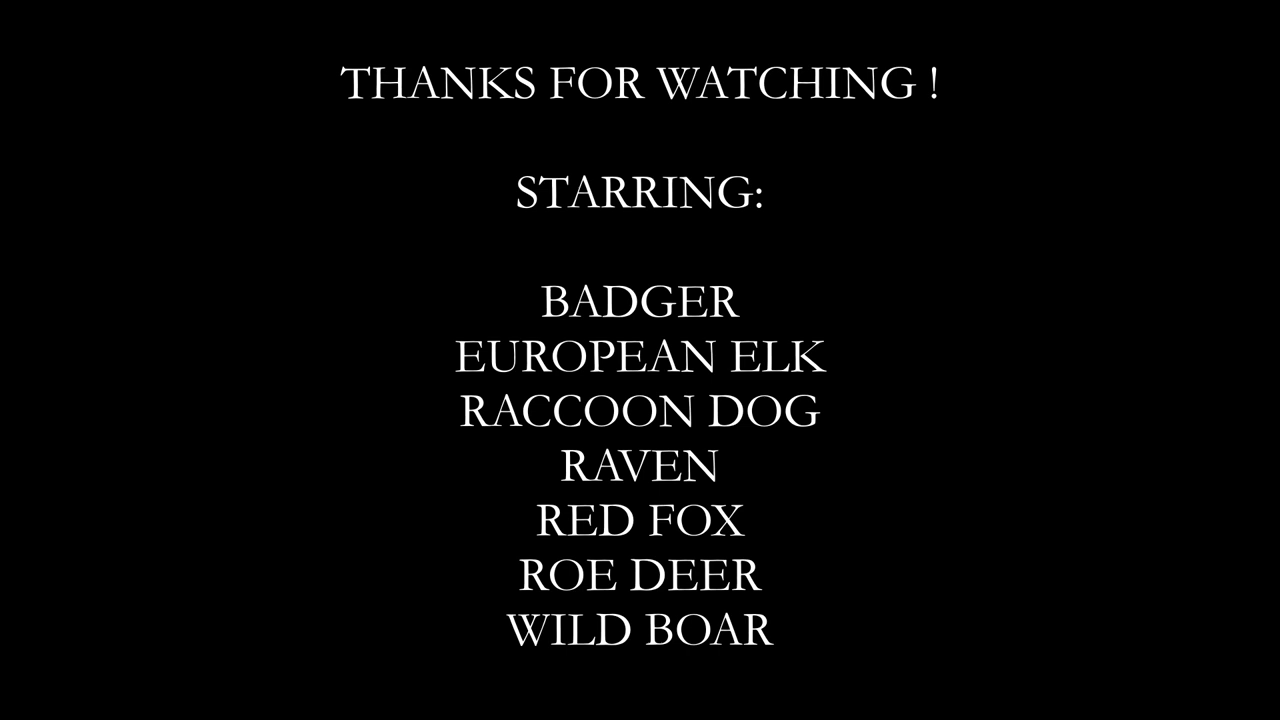 THANKS FOR WATCHING !
STARRING:
BADGER
EUROPEAN ELK
RACCOON DOG
RAVEN
RED FOX
ROE DEER
WILD BOAR